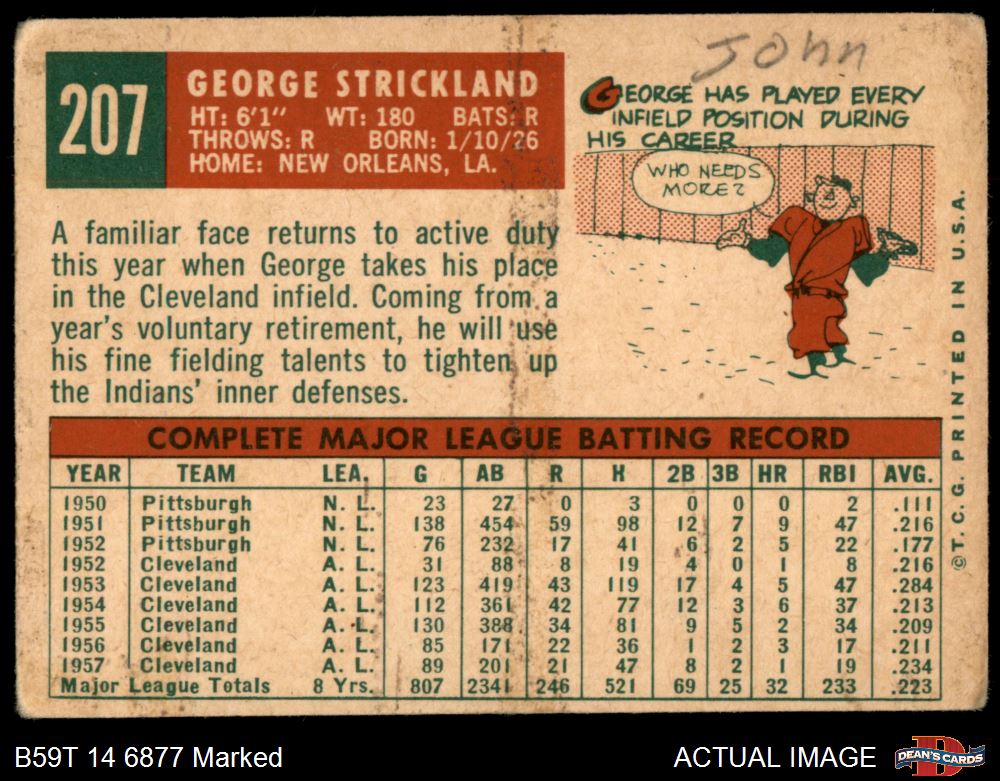 John
207
GEORGE STRICKLAND
HT: 6'1" WT: 180 BATS: R
THROWS: R BORN: 1/10/26
HOME: NEW ORLEANS, LA.
GEORGE HAS PLAYED EVERY
INFIELD POSITION DURING
HIS CAREER
WHO NEEDS
MORE?
A familiar face returns to active duty
this year when George takes his place
in the Cleveland infield. Coming from a
year's voluntary retirement, he will use
his fine fielding talents to tighten up
the Indians' inner defenses.
COMPLETE MAJOR LEAGUE BATTING RECORD
YEAR TEAM LEA. G AB R H 2B 3B HR RBI AVG.
1950 Pittsburgh N. L. 23 27 0 3 0 0 0 2 .111
1951 Pittsburgh N. L. 138 454 59 98 12 7 9 47 .216
1952 Pittsburgh N. L. 76 232 17 41 6 2 5 22 .177
1952 Cleveland A. L. 31 88 8 19 4 0 1 8 .216
1953 Cleveland A. L. 123 419 43 119 17 4 5 47 .284
1954 Cleveland A. L. 112 361 42 77 12 3 6 37 .213
1955 Cleveland A. L. 130 388 34 81 9 5 2 34 .209
1956 Cleveland A. L. 85 171 22 36 1 2 3 17 .211
1957 Cleveland A. L. 89 201 21 47 8 2 1 19 .234
Major League Totals 8 Yrs. 807 2341 246 521 69 25 32 233 .223
©T. C. G. PRINTED IN U.S.A.
B59T 14 6877 Marked
ACTUAL IMAGE
D
DEAN'S CARDS